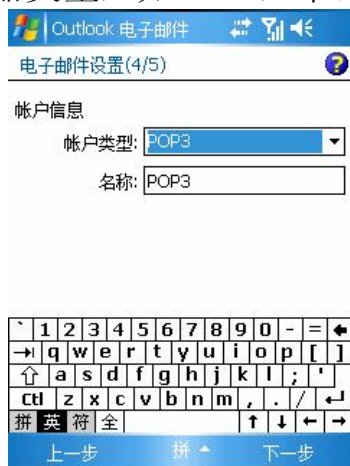 Outlook 电子邮件
电子邮件设置(4/5)
帐户信息
帐户类型: POP3
名称: POP3
` 1 2 3 4 5 6 7 8 9 0 - =
q w e r t y u i o p [ ]
a s d f g h j k l ; '
Ctl z x c v b n m , . /
拼 英 符 全
上一步 拼 下一步